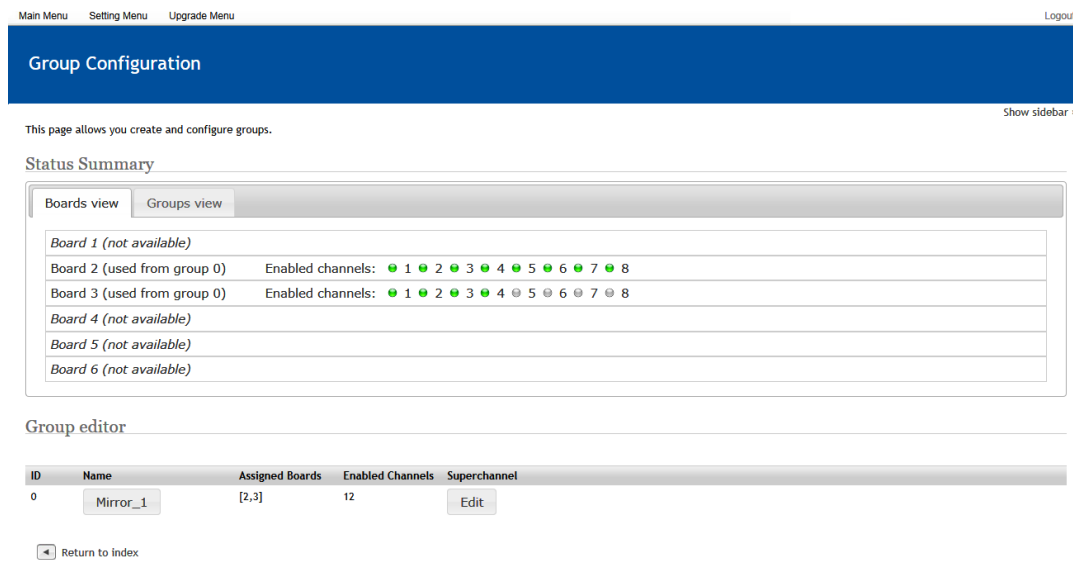 Main Menu Setting Menu Upgrade Menu Logout
Group Configuration
Show sidebar
This page allows you create and configure groups.
Status Summary
Boards view Groups view
Board 1 (not available)
Board 2 (used from group 0) Enabled channels: 1 2 3 4 5 6 7 8
Board 3 (used from group 0) Enabled channels: 1 2 3 4 5 6 7 8
Board 4 (not available)
Board 5 (not available)
Board 6 (not available)
Group editor
ID Name Assigned Boards Enabled Channels Superchannel
0 Mirror_1 [2,3] 12 Edit
Return to index